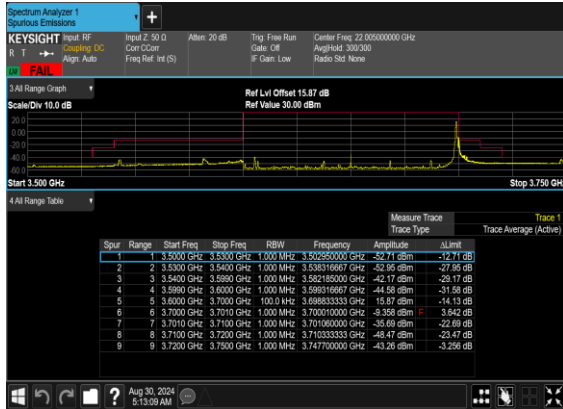 Spectrum Analyzer 1
Spurious Emissions
KEYSIGHT Input: RF Input Z: 50 Ω Atten: 20 dB Trig: Free Run Center Freq: 22.005000000 GHz
R T Coupling: DC Corr CCorr Gate: Off Avg|Hold: 300/300
Align: Auto Freq Ref: Int (S) IF Gain: Low Radio Std: None
LV FAIL
3 All Range Graph
Ref Lvl Offset 15.87 dB
Scale/Div 10.0 dB Ref Value 30.00 dBm
20.0
0.00
-20.0
-40.0
-60.0
Start 3.500 GHz Stop 3.750 GHz
4 All Range Table
Measure Trace Trace 1
Trace Type Trace Average (Active)
Spur Range Start Freq Stop Freq RBW Frequency Amplitude ΔLimit
1 1 3.5000 GHz 3.5300 GHz 1.000 MHz 3.502950000 GHz -52.71 dBm -12.71 dB
2 2 3.5300 GHz 3.5400 GHz 1.000 MHz 3.538316667 GHz -52.95 dBm -27.95 dB
3 3 3.5400 GHz 3.5990 GHz 1.000 MHz 3.582185000 GHz -42.17 dBm -29.17 dB
4 4 3.5990 GHz 3.6000 GHz 1.000 MHz 3.599316667 GHz -44.58 dBm -31.58 dB
5 5 3.6000 GHz 3.7000 GHz 100.0 kHz 3.698833333 GHz 15.87 dBm -14.13 dB
6 6 3.7000 GHz 3.7010 GHz 1.000 MHz 3.700010000 GHz -9.358 dBm F 3.642 dB
7 7 3.7010 GHz 3.7100 GHz 1.000 MHz 3.701060000 GHz -35.69 dBm -22.69 dB
8 8 3.7100 GHz 3.7200 GHz 1.000 MHz 3.710333333 GHz -48.47 dBm -23.47 dB
9 9 3.7200 GHz 3.7500 GHz 1.000 MHz 3.747700000 GHz -43.26 dBm -3.256 dB
? Aug 30, 2024
5:13:09 AM